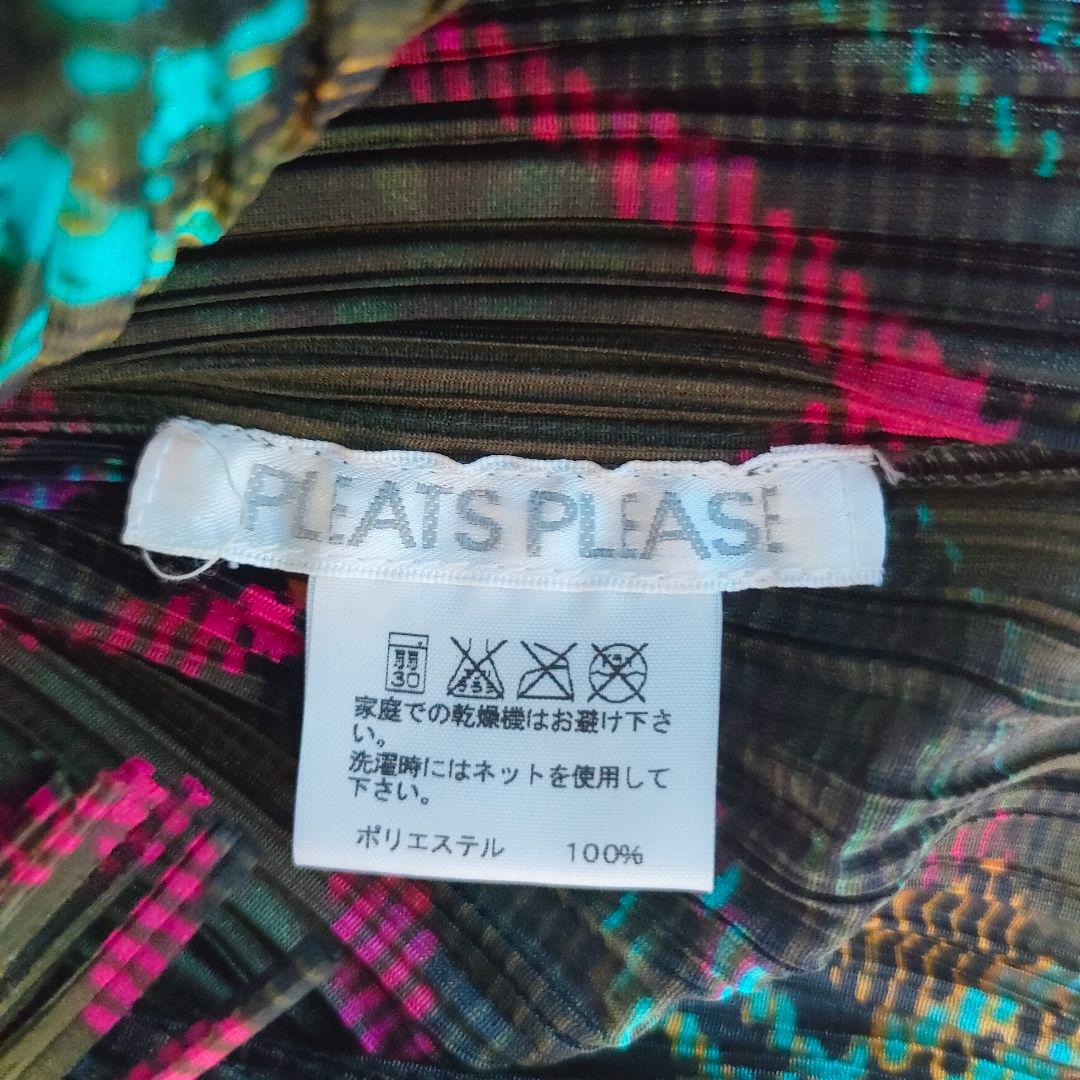 PLEATS PLEASE
弱
30
家庭での乾燥機はお避け下さ
い。
洗濯時にはネットを使用して
下さい。
ポリエステル 100%